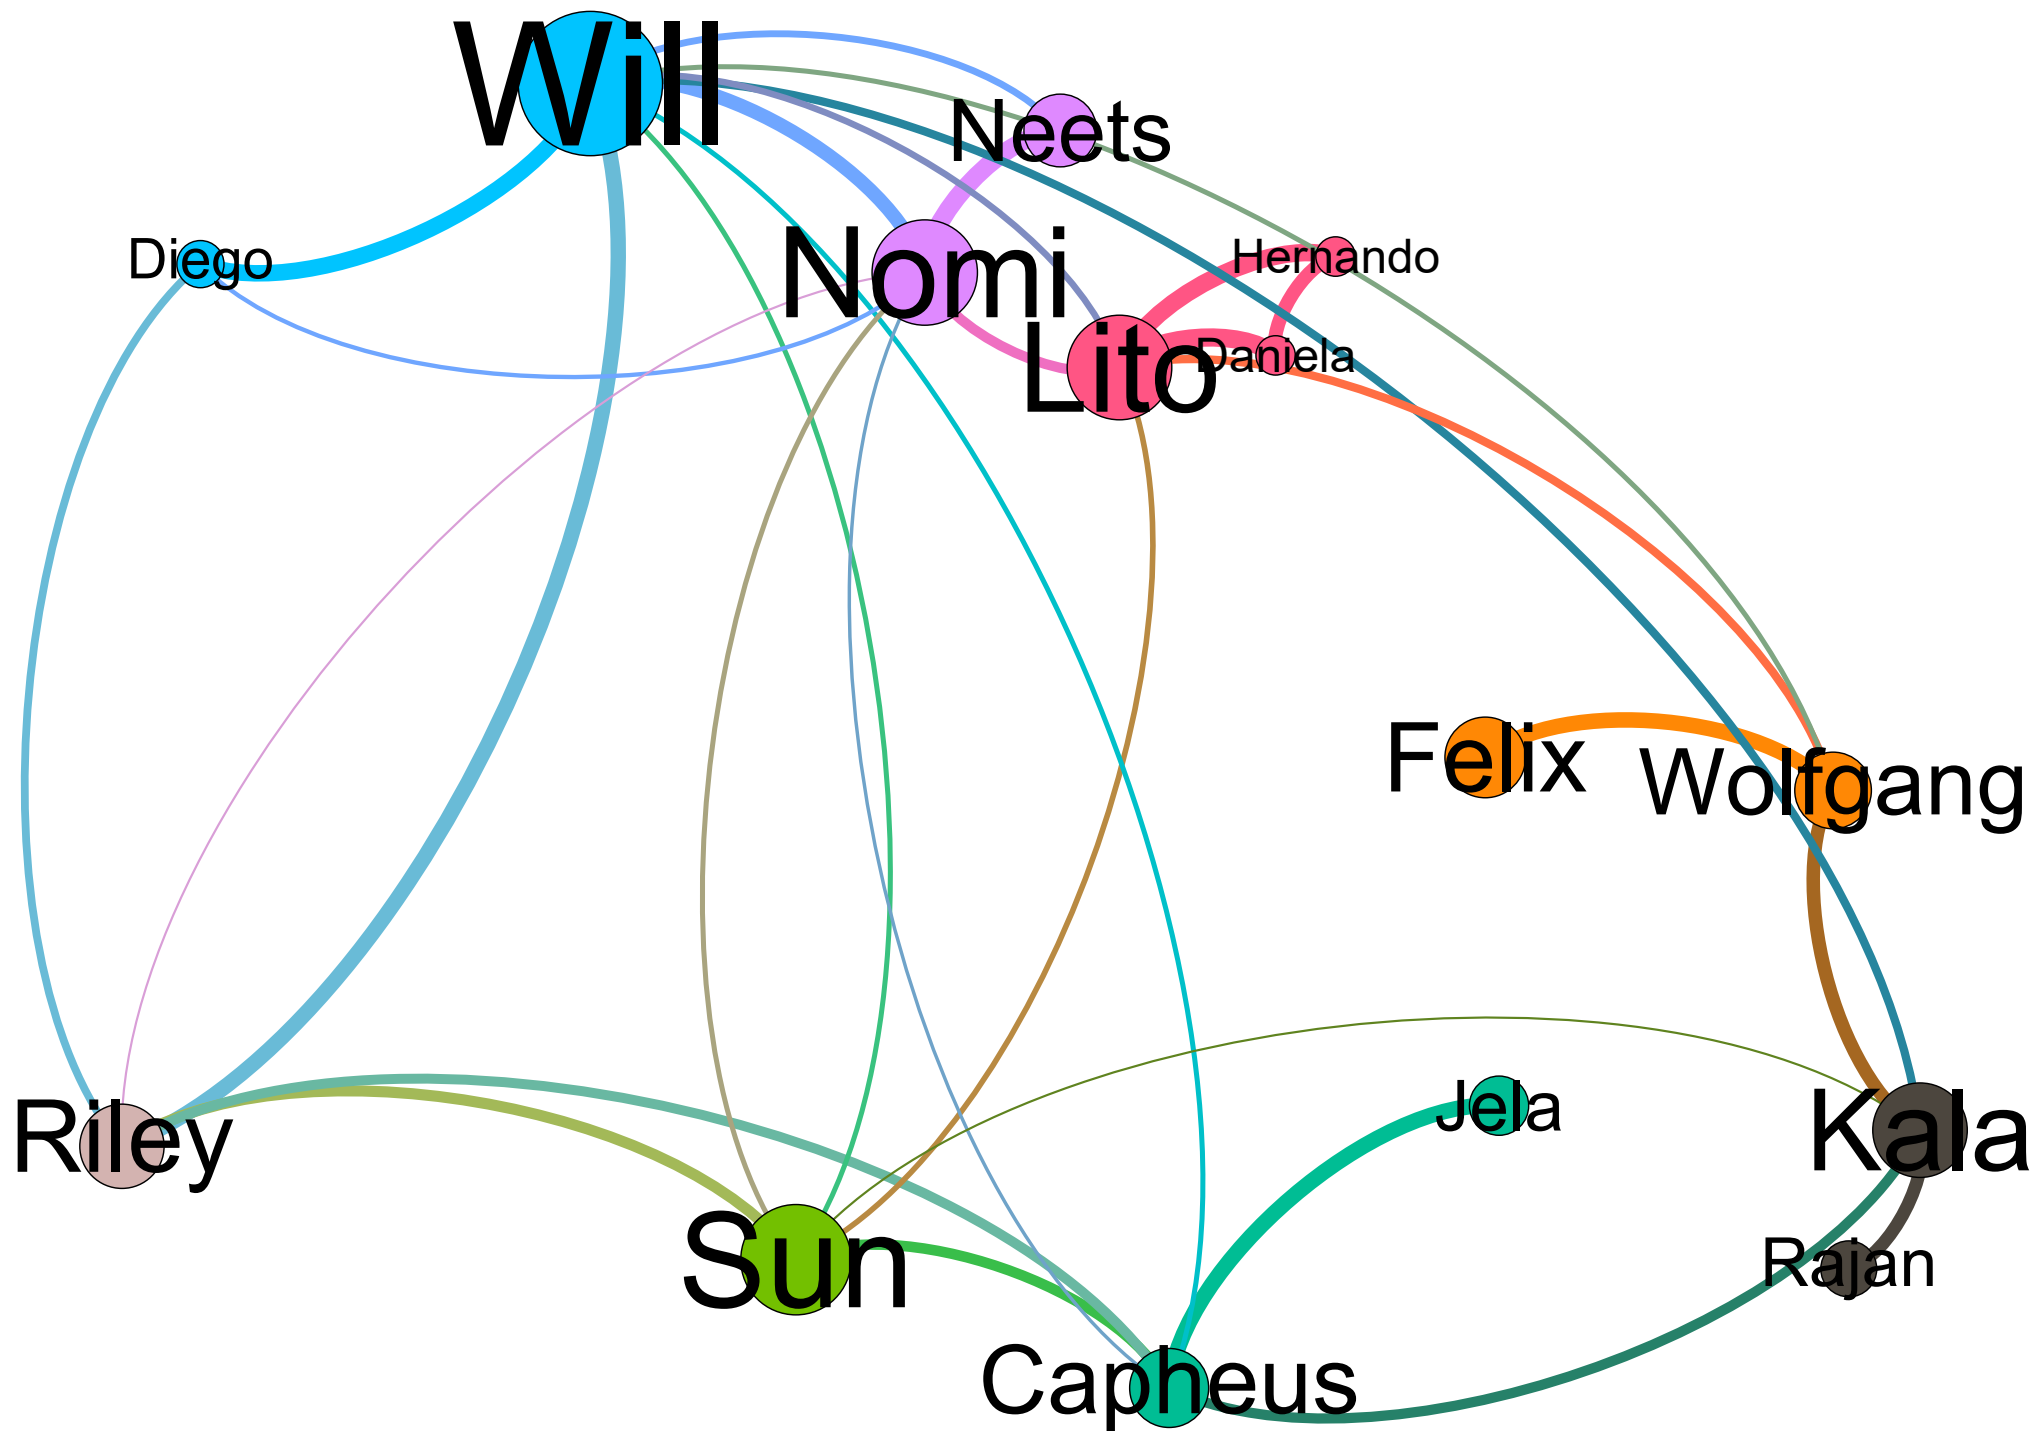 Will
Neets
Diego
Nomi
Hernando
Lito
Daniela
Felix
Wolfgang
Riley
Jela
Kala
Sun
Rajan
Capheus